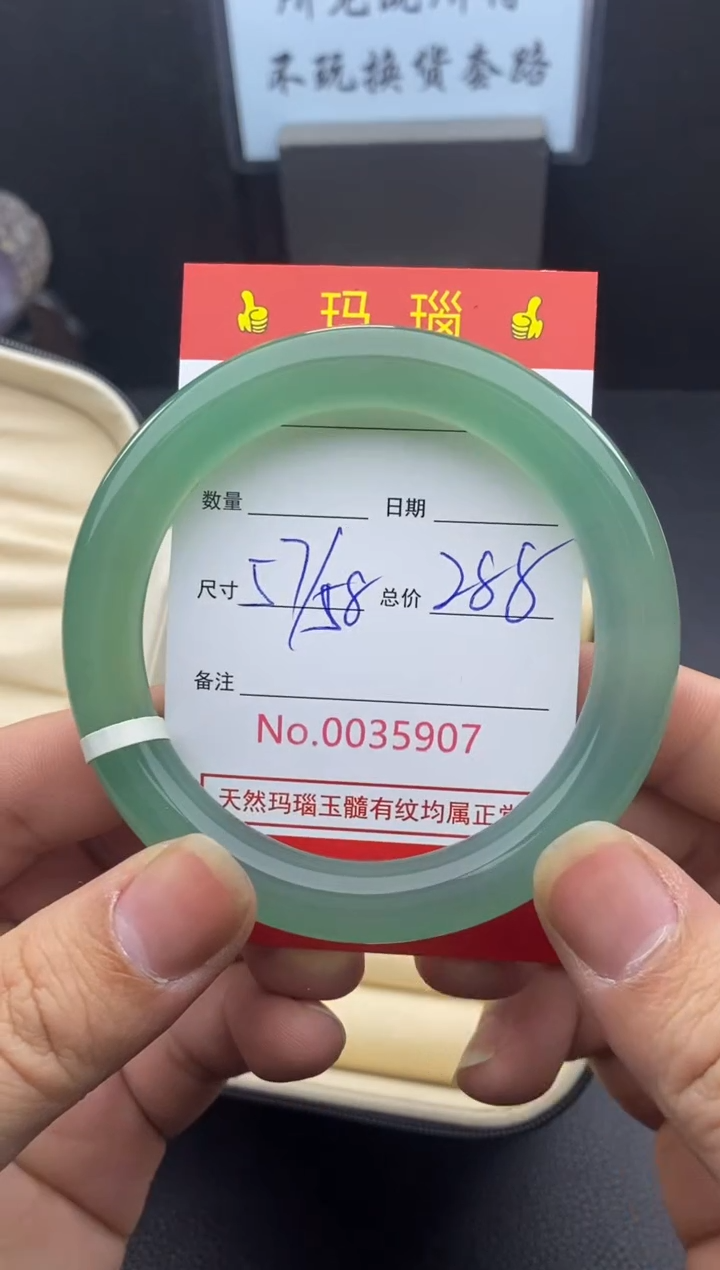 不玩换货套路
玛 瑙
数量 日期
尺寸 57/58 总价 288
备注
No.0035907
天然玛瑙玉髓有纹均属正常